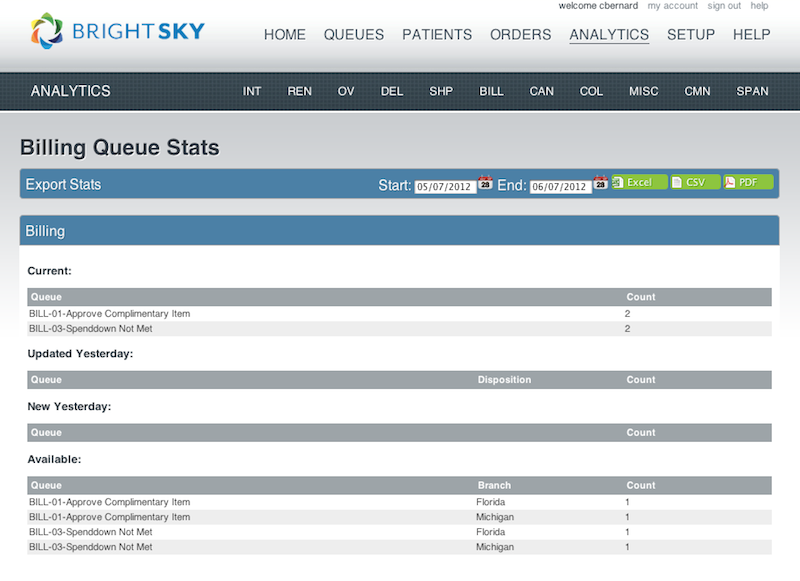 welcome cbernard my account sign out help
BRIGHTSKY
HOME QUEUES PATIENTS ORDERS ANALYTICS SETUP HELP
ANALYTICS INT REN OV DEL SHP BILL CAN COL MISC CMN SPAN
Billing Queue Stats
Export Stats Start: 05/07/2012 28 End: 06/07/2012 28 Excel CSV PDF
Billing
Current:
Queue Count
BILL-01-Approve Complimentary Item 2
BILL-03-Spenddown Not Met 2
Updated Yesterday:
Queue Disposition Count
New Yesterday:
Queue Count
Available:
Queue Branch Count
BILL-01-Approve Complimentary Item Florida 1
BILL-01-Approve Complimentary Item Michigan 1
BILL-03-Spenddown Not Met Florida 1
BILL-03-Spenddown Not Met Michigan 1